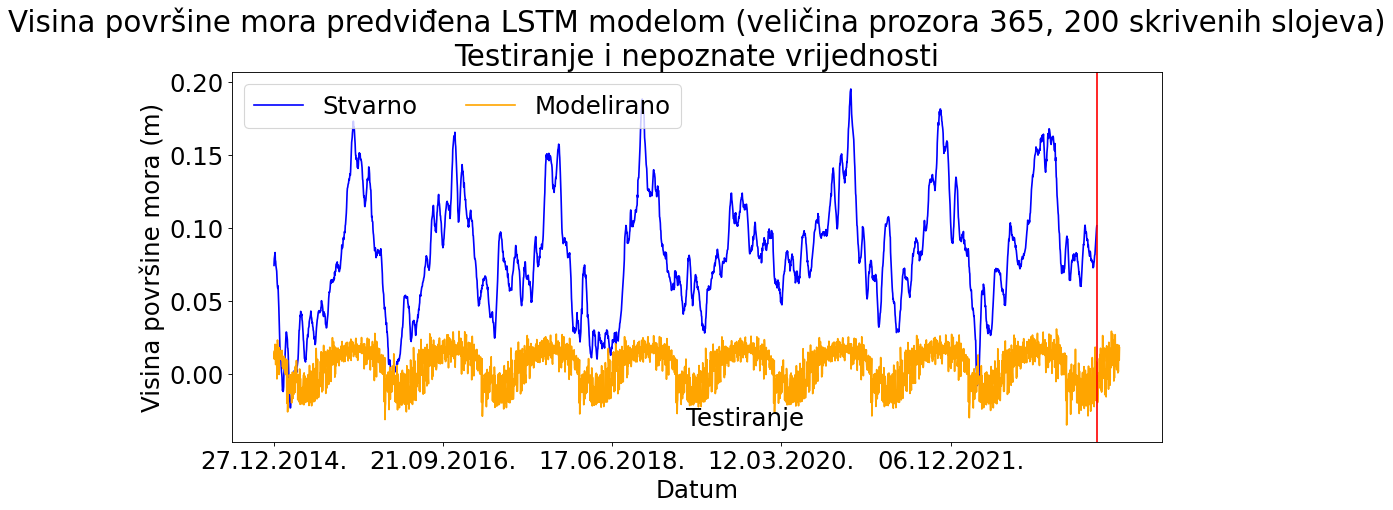 Visina površine mora predviđena LSTM modelom (veličina prozora 365, 200 skrivenih slojeva)
Testiranje i nepoznate vrijednosti
Stvarno
Modelirano
Visina površine mora (m)
0.20
0.15
0.10
0.05
0.00
Testiranje
27.12.2014.
21.09.2016.
17.06.2018.
12.03.2020.
06.12.2021.
Datum